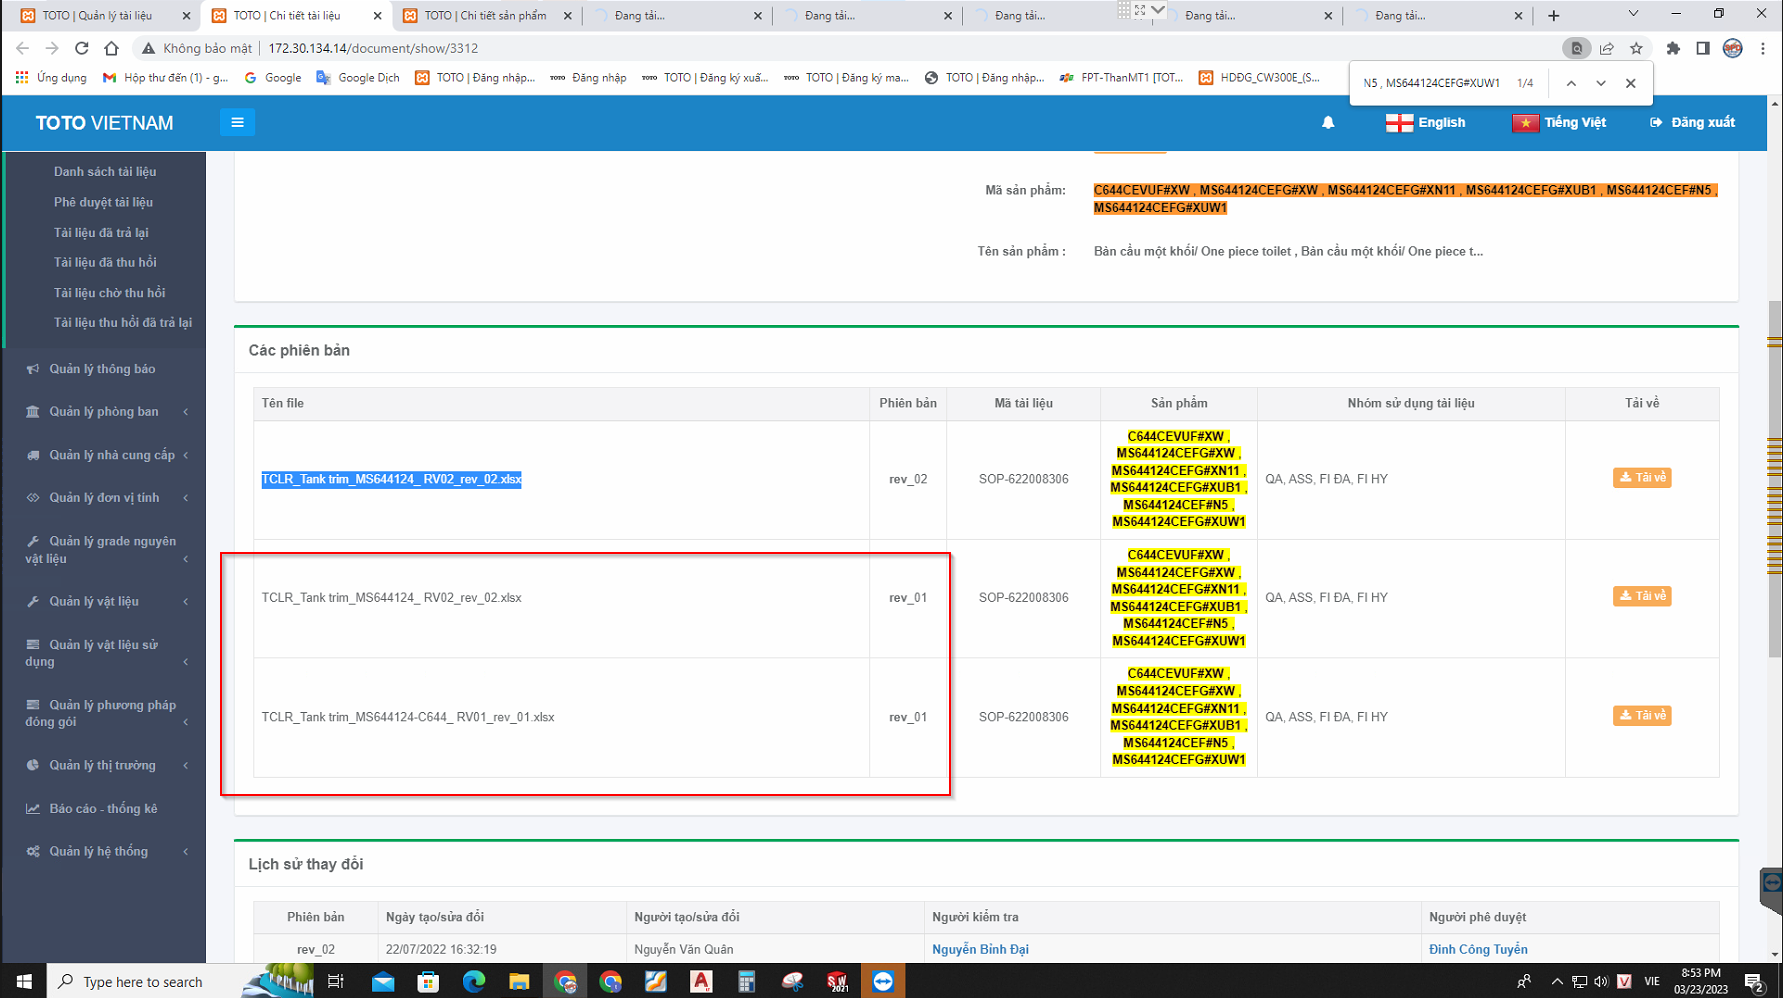 TOTO | Quản lý tài liệu
TOTO | Chi tiết tài liệu
TOTO | Chi tiết sản phẩm
Đang tải...
Đang tải...
Đang tải...
Đang tải...
Đang tải...
Không bảo mật
172.30.134.14/document/show/3312
Ứng dụng
Hộp thư đến (1) - g...
Google
Google Dịch
TOTO | Đăng nhập...
Đăng nhập
TOTO | Đăng ký xuấ...
TOTO | Đăng ký ma...
TOTO | Đăng nhập...
FPT-ThanMT1 [TOT...
HDĐG_CW300E_(S...
N5 , MS644124CEFG#XUW1 1/4
TOTO VIETNAM
English
Tiếng Việt
Đăng xuất
Danh sách tài liệu
Phê duyệt tài liệu
Tài liệu đã trả lại
Tài liệu đã thu hồi
Tài liệu chờ thu hồi
Tài liệu thu hồi đã trả lại
Quản lý thông báo
Quản lý phòng ban
Quản lý nhà cung cấp
Quản lý đơn vị tính
Quản lý grade nguyên
vật liệu
Quản lý vật liệu
Quản lý vật liệu sử
dụng
Quản lý phương pháp
đóng gói
Quản lý thị trường
Báo cáo - thống kê
Quản lý hệ thống
Mã sản phẩm:
C644CEVUF#XW , MS644124CEFG#XW , MS644124CEFG#XN11 , MS644124CEFG#XUB1 , MS644124CEF#N5 ,
MS644124CEFG#XUW1
Tên sản phẩm :
Bàn cầu một khối/ One piece toilet , Bàn cầu một khối/ One piece t...
Các phiên bản
Tên file
Phiên bản
Mã tài liệu
Sản phẩm
Nhóm sử dụng tài liệu
Tải về
TCLR_Tank trim_MS644124_ RV02_rev_02.xlsx
rev_02
SOP-622008306
C644CEVUF#XW ,
MS644124CEFG#XW ,
MS644124CEFG#XN11 ,
MS644124CEFG#XUB1 ,
MS644124CEF#N5 ,
MS644124CEFG#XUW1
QA, ASS, FI ĐA, FI HY
Tải về
TCLR_Tank trim_MS644124_ RV02_rev_02.xlsx
rev_01
SOP-622008306
C644CEVUF#XW ,
MS644124CEFG#XW ,
MS644124CEFG#XN11 ,
MS644124CEFG#XUB1 ,
MS644124CEF#N5 ,
MS644124CEFG#XUW1
QA, ASS, FI ĐA, FI HY
Tải về
TCLR_Tank trim_MS644124-C644_ RV01_rev_01.xlsx
rev_01
SOP-622008306
C644CEVUF#XW ,
MS644124CEFG#XW ,
MS644124CEFG#XN11 ,
MS644124CEFG#XUB1 ,
MS644124CEF#N5 ,
MS644124CEFG#XUW1
QA, ASS, FI ĐA, FI HY
Tải về
Lịch sử thay đổi
Phiên bản
Ngày tạo/sửa đổi
Người tạo/sửa đổi
Người kiểm tra
Người phê duyệt
rev_02
22/07/2022 16:32:19
Nguyễn Văn Quân
Nguyễn Bỉnh Đại
Đinh Công Tuyển
Type here to search
VIE
8:53 PM
03/23/2023
2